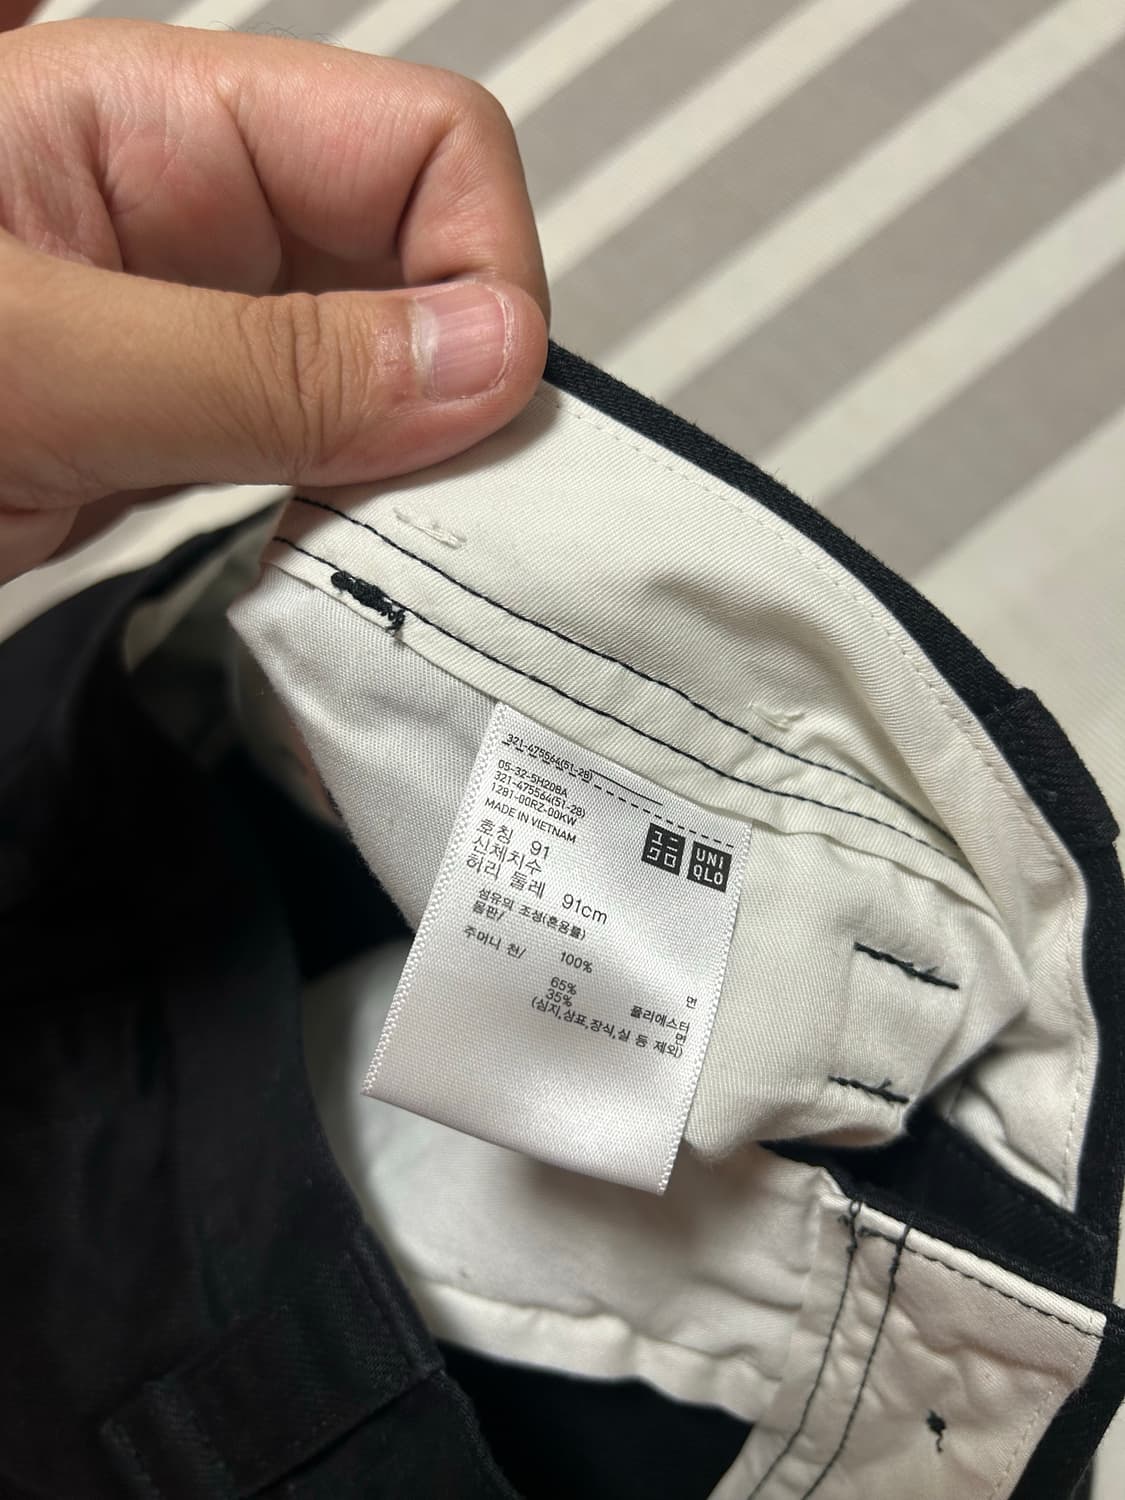 321-475564(51-28)
05-32-5H20BA
321-475564(51-28)
12B1-00RZ-00KW
MADE IN VIETNAM
ユニ
クロ
UNI
QLO
호칭 91
신체치수
허리 둘레 91cm
섬유의 조성(혼용률)
몸판/
100% 면
주머니 천/
65% 폴리에스터
35% 면
(심지,상표,장식,실 등 제외)